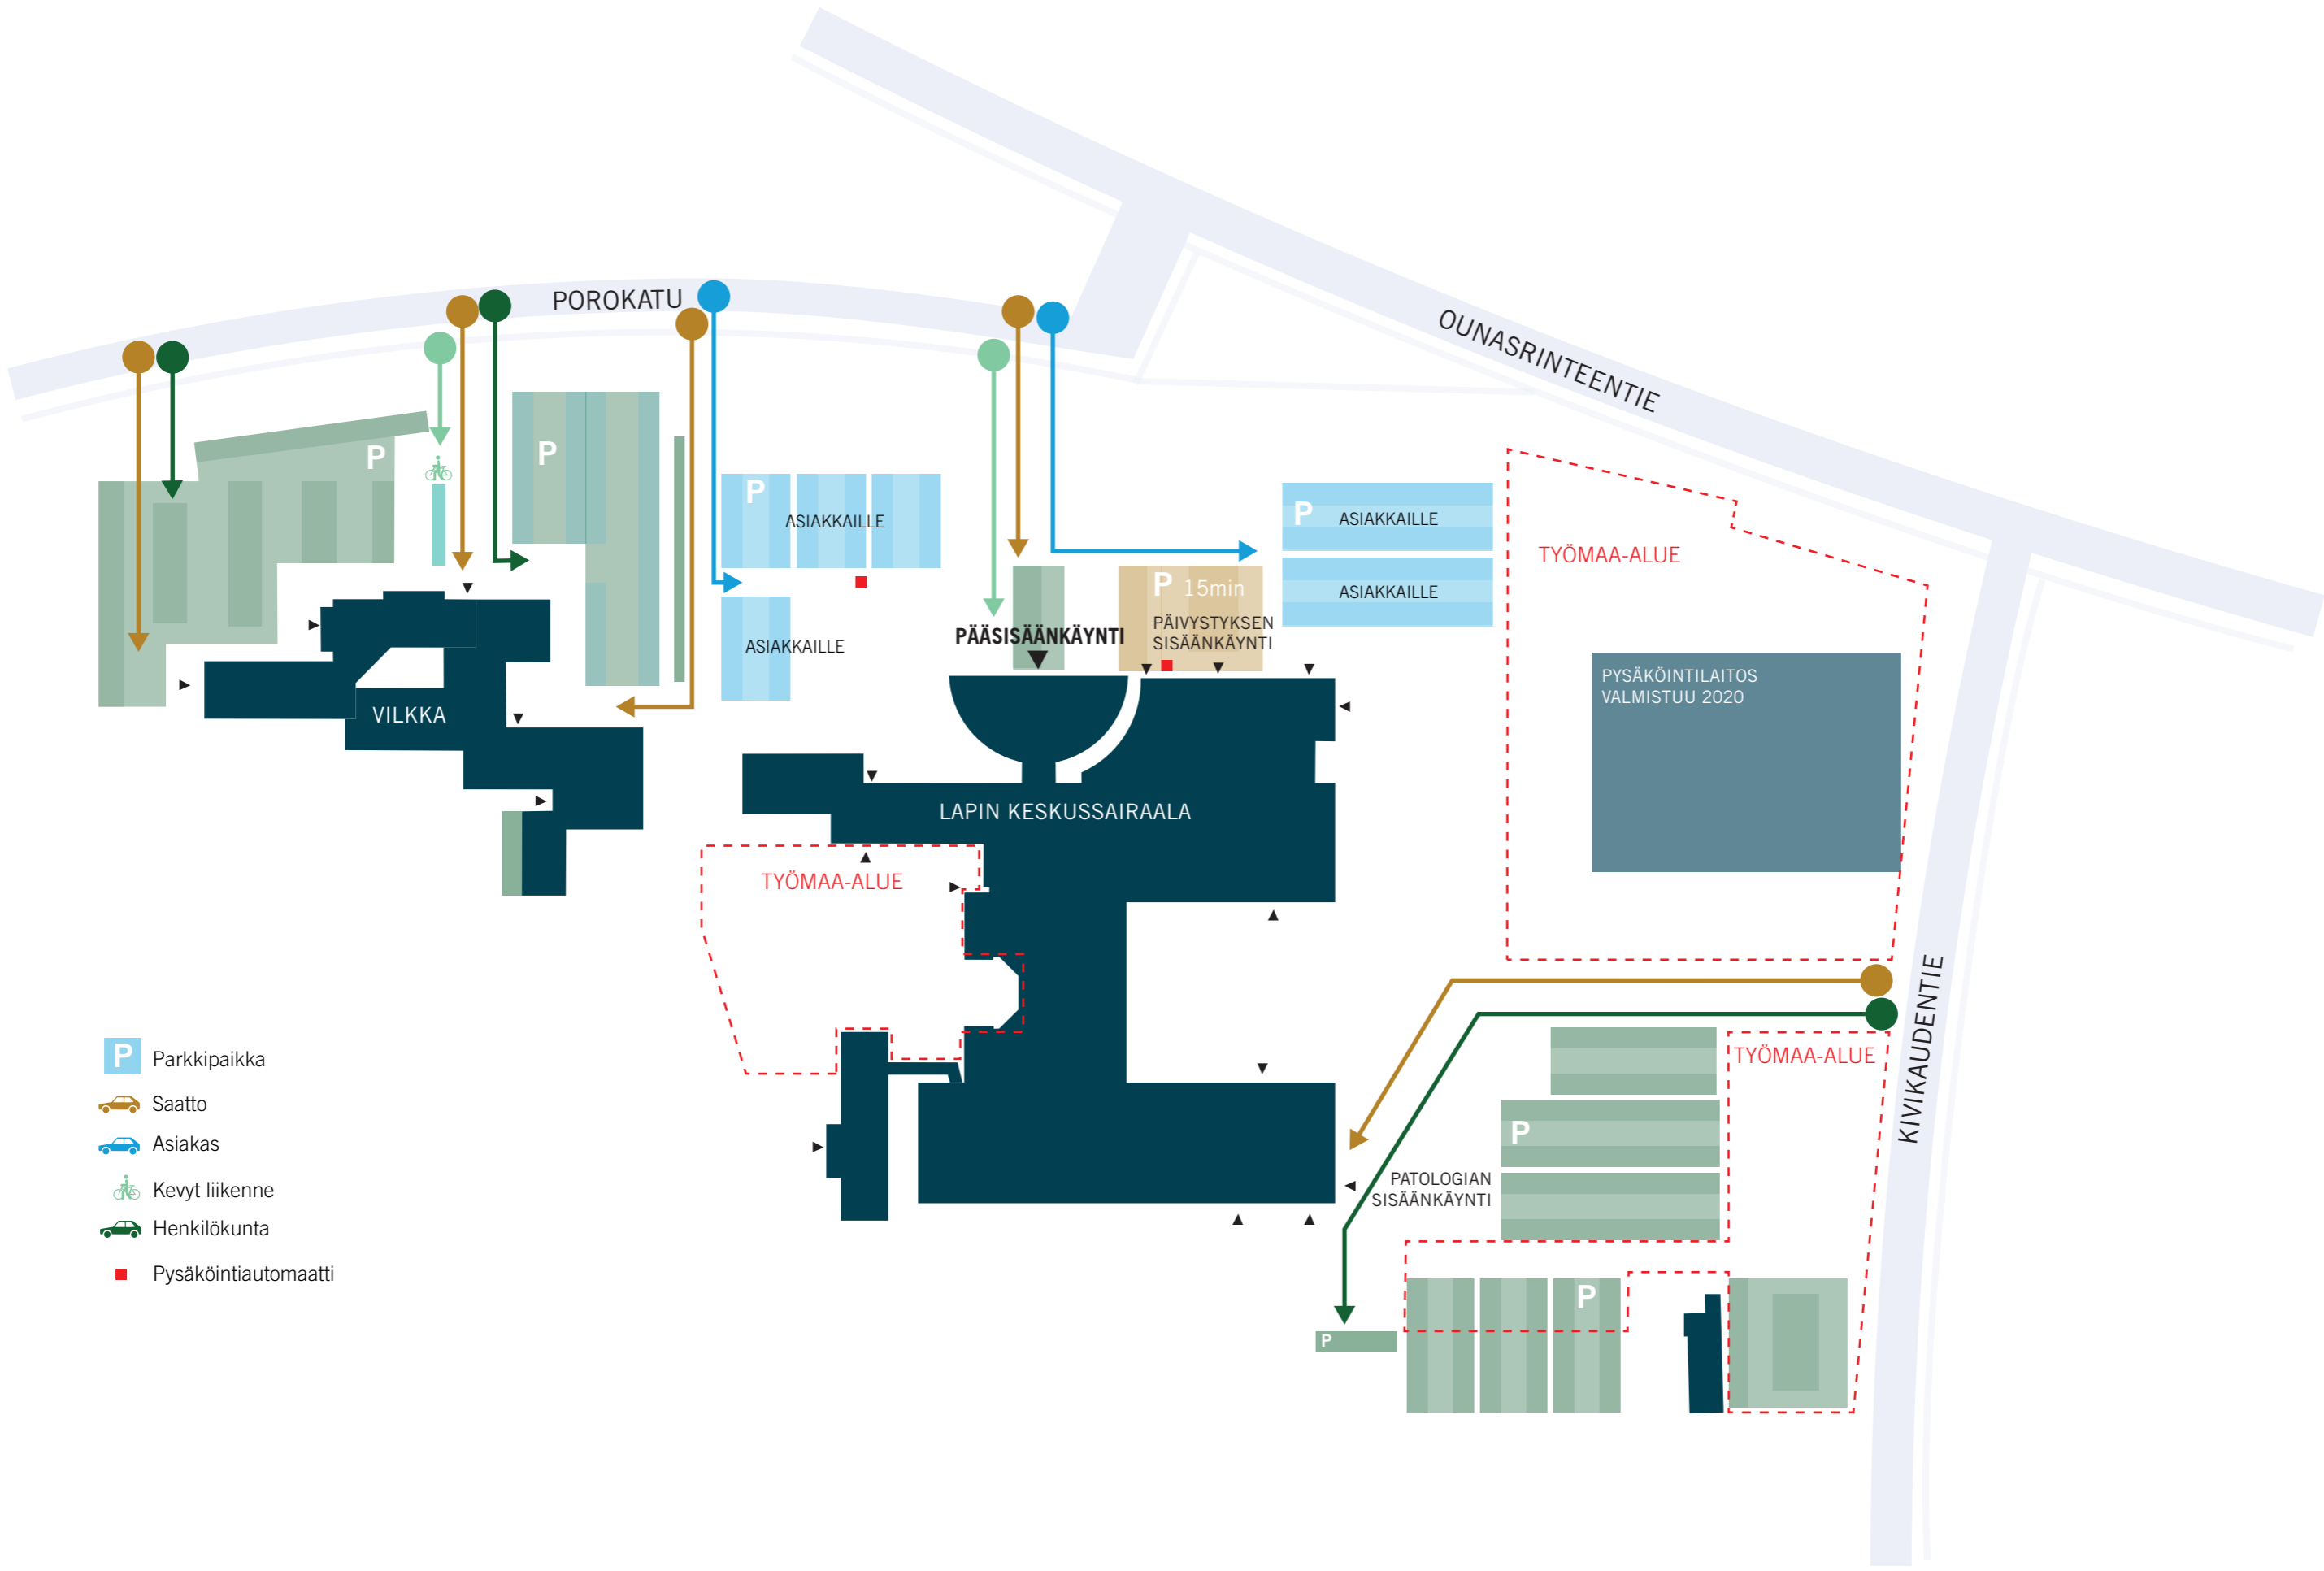 POROKATU
OUNASRINTEENTIE
P
P
P
ASIAKKAILLE
P
ASIAKKAILLE
ASIAKKAILLE
TYÖMAA-ALUE
P 15min
PÄÄSISÄÄNKÄYNTI
PÄIVYSTYKSEN
SISÄÄNKÄYNTI
ASIAKKAILLE
PYSÄKÖINTILAITOS
VALMISTUU 2020
VILKKA
LAPIN KESKUSSAIRAALA
TYÖMAA-ALUE
KIVIKAUDENTIE
TYÖMAA-ALUE
P
PATOLOGIAN
SISÄÄNKÄYNTI
P
P
P Parkkipaikka
Saatto
Asiakas
Kevyt liikenne
Henkilökunta
Pysäköintiautomaatti